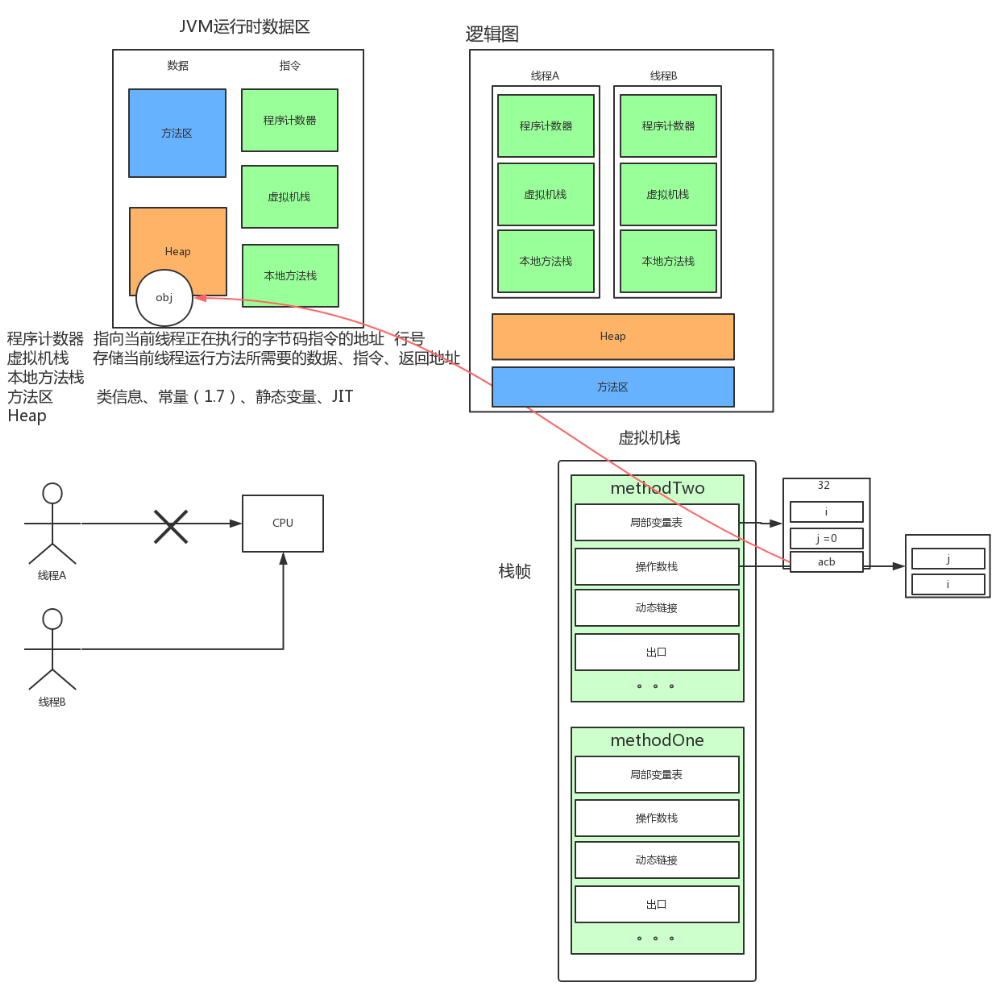 JVM运行时数据区
数据
指令
方法区
程序计数器
虚拟机栈
Heap
本地方法栈
obj
程序计数器 指向当前线程正在执行的字节码指令的地址 行号
虚拟机栈 存储当前线程运行方法所需要的数据、指令、返回地址
本地方法栈
方法区 类信息、常量（1.7）、静态变量、JIT
Heap
逻辑图
线程A
线程B
程序计数器
程序计数器
虚拟机栈
虚拟机栈
本地方法栈
本地方法栈
Heap
方法区
线程A
CPU
线程B
虚拟机栈
栈帧
methodTwo
局部变量表
操作数栈
动态链接
出口
。。。
methodOne
局部变量表
操作数栈
动态链接
出口
。。。
32
i
j =0
acb
j
i